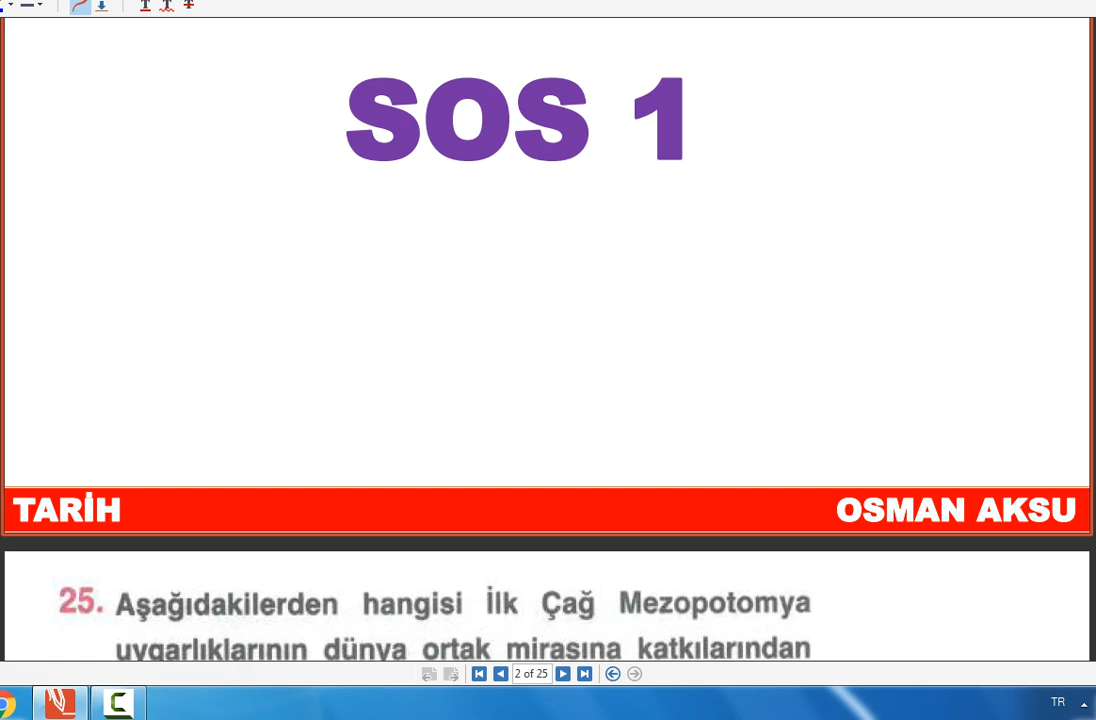 SOS 1
TARİH
OSMAN AKSU
25. Aşağıdakilerden hangisi İlk Çağ Mezopotomya
uygarlıklarının dünya ortak mirasına katkılarından
2 of 25
TR